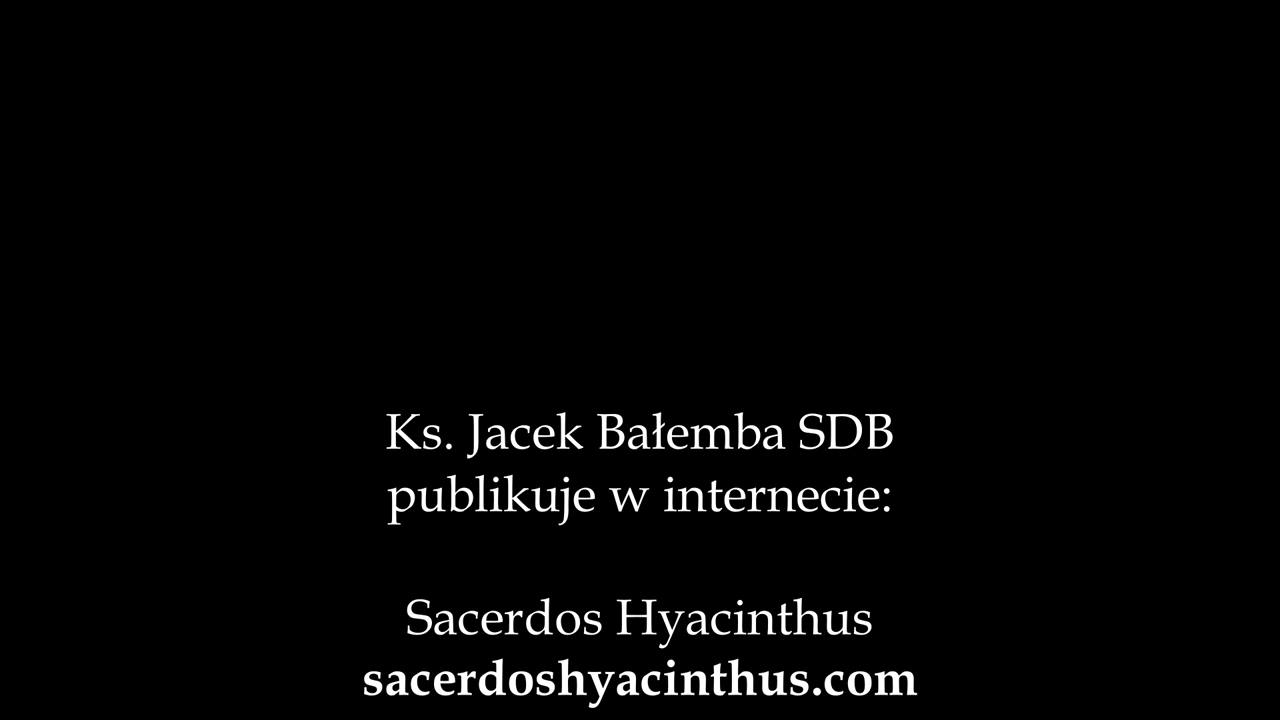 Ks. Jacek Bałemba SDB
publikuje w internecie:
Sacerdos Hyacinthus
sacerdoshyacinthus.com